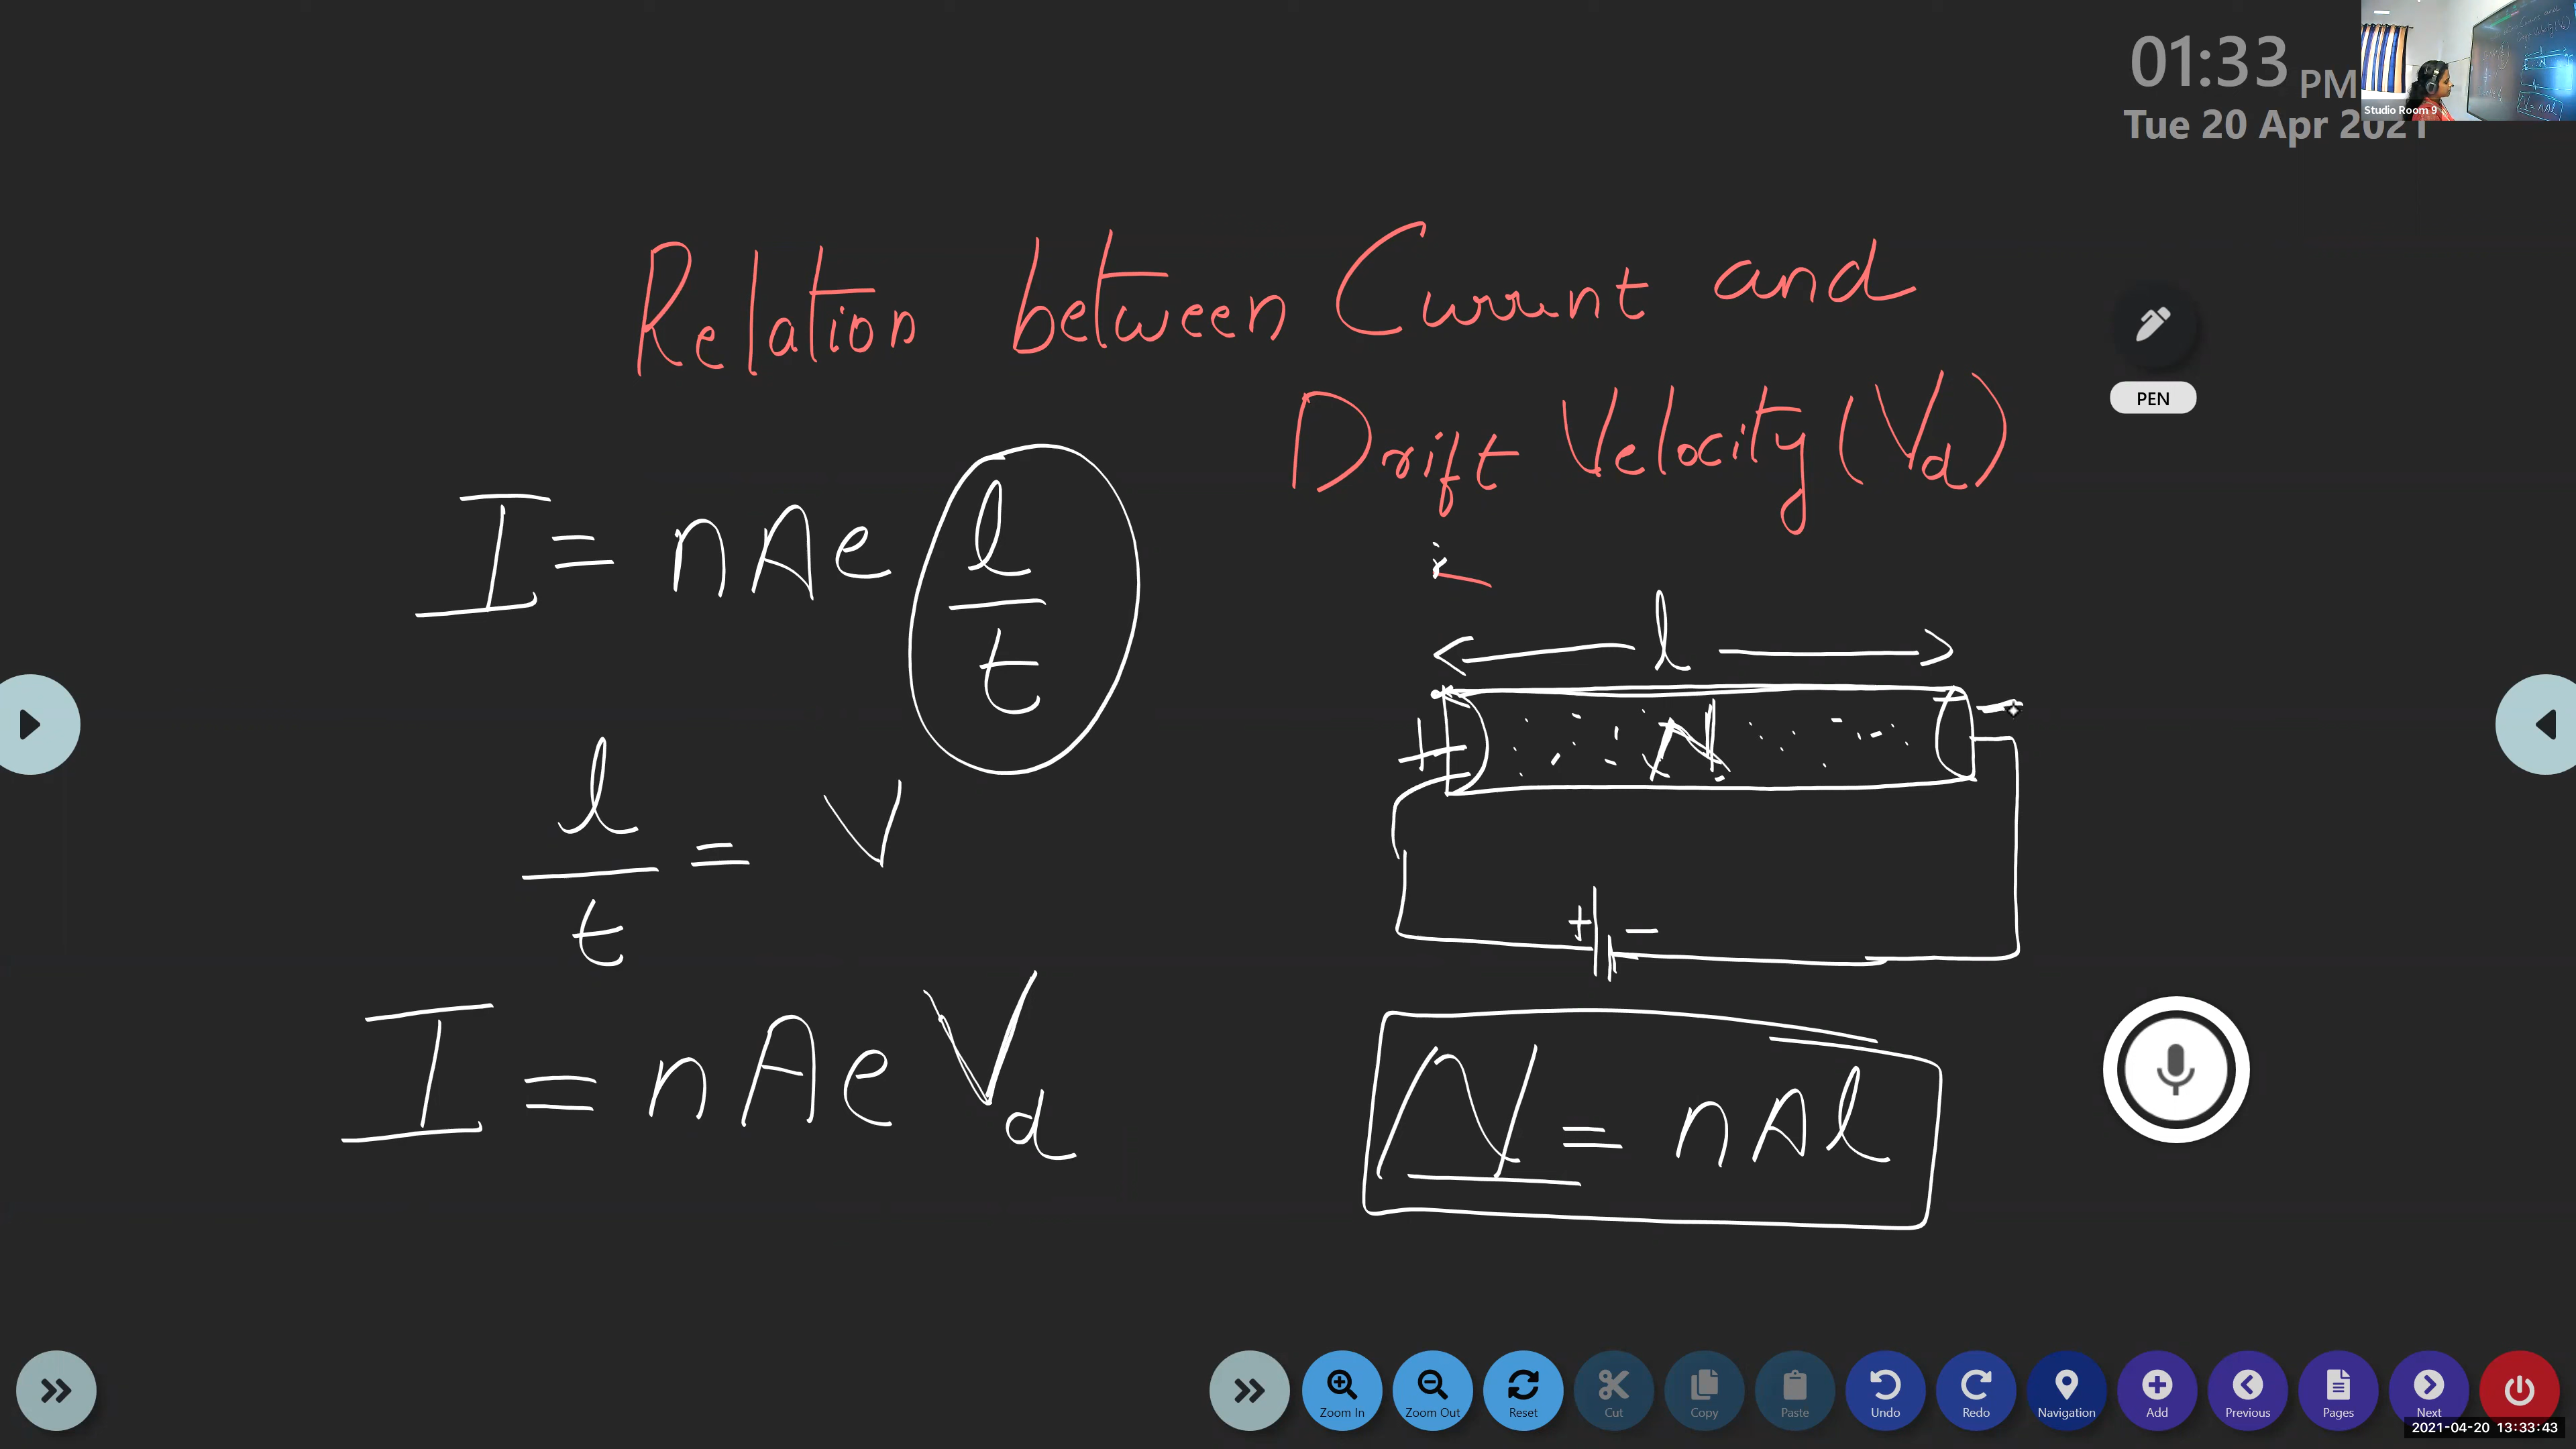 01:33 PM
Tue 20 Apr 2021
Studio Room 9
Relation between Current and
Drift Velocity (Vd)
PEN
I = nAe l/t
l/t = V
I = nAe Vd
l
+ N -
+ -
N = nAl
Zoom In Zoom Out Reset Cut Copy Paste Undo Redo Navigation Add Previous Pages Next
2021-04-20 13:33:43